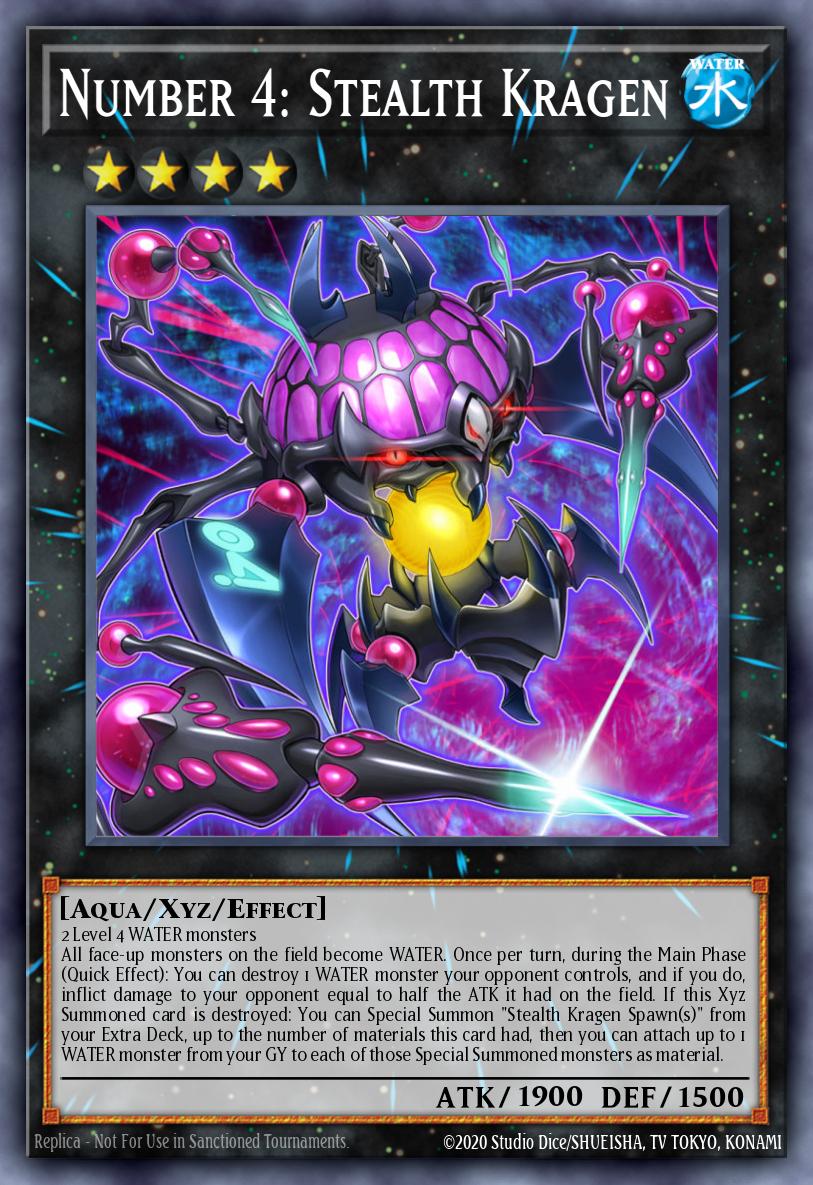 Number 4: Stealth Kragen
WATER
水
04
[Aqua/Xyz/Effect]
2 Level 4 WATER monsters
All face-up monsters on the field become WATER. Once per turn, during the Main Phase
(Quick Effect): You can destroy 1 WATER monster your opponent controls, and if you do,
inflict damage to your opponent equal to half the ATK it had on the field. If this Xyz
Summoned card is destroyed: You can Special Summon "Stealth Kragen Spawn(s)" from
your Extra Deck, up to the number of materials this card had, then you can attach up to 1
WATER monster from your GY to each of those Special Summoned monsters as material.
ATK/1900 DEF/1500
Replica - Not For Use in Sanctioned Tournaments.
©2020 Studio Dice/SHUEISHA, TV TOKYO, KONAMI